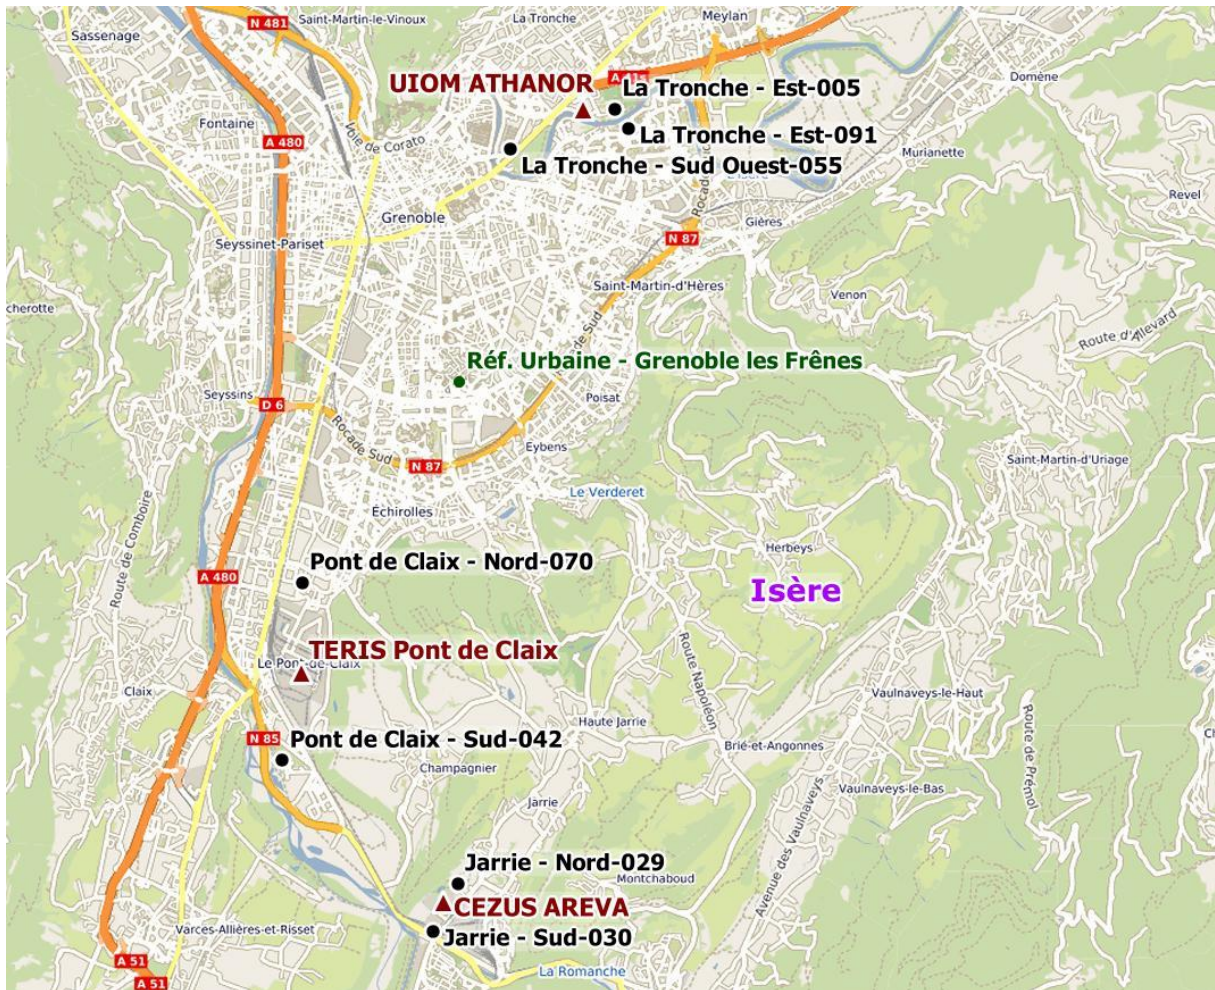 N 481
Saint-Martin-le-Vinoux
La Tronche
Meylan
Sassenage
UIOM ATHANOR
La Tronche - Est-005
Domène
Fontaine
Voie de Corato
A 480
La Tronche - Est-091
Murianette
La Tronche - Sud Ouest-055
Revel
Grenoble
Gières
Seyssinet-Pariset
N 87
Saint-Martin-d'Hères
Venon
cherotte
Route d'Allevard
Réf. Urbaine - Grenoble les Frênes
Seyssins
Poisat
D 6
Rocade Sud
Eybens
N 87
Saint-Martin-d'Uriage
Le Verderet
Échirolles
Route de Comboire
Herbeys
Pont de Claix - Nord-070
A 480
Isère
TERIS Pont de Claix
Le Pont-de-Claix
Route Napoléon
Claix
Vaulnaveys-le-Haut
Haute Jarrie
Route de Prémol
N 85
Pont de Claix - Sud-042
Brié-et-Angonnes
Champagnier
Vaulnaveys-le-Bas
Jarrie
Avenue des Vaulnaveys
Jarrie - Nord-029
Montchaboud
CEZUS AREVA
Varces-Allières-et-Risset
Jarrie - Sud-030
A 51
La Romanche
A 51